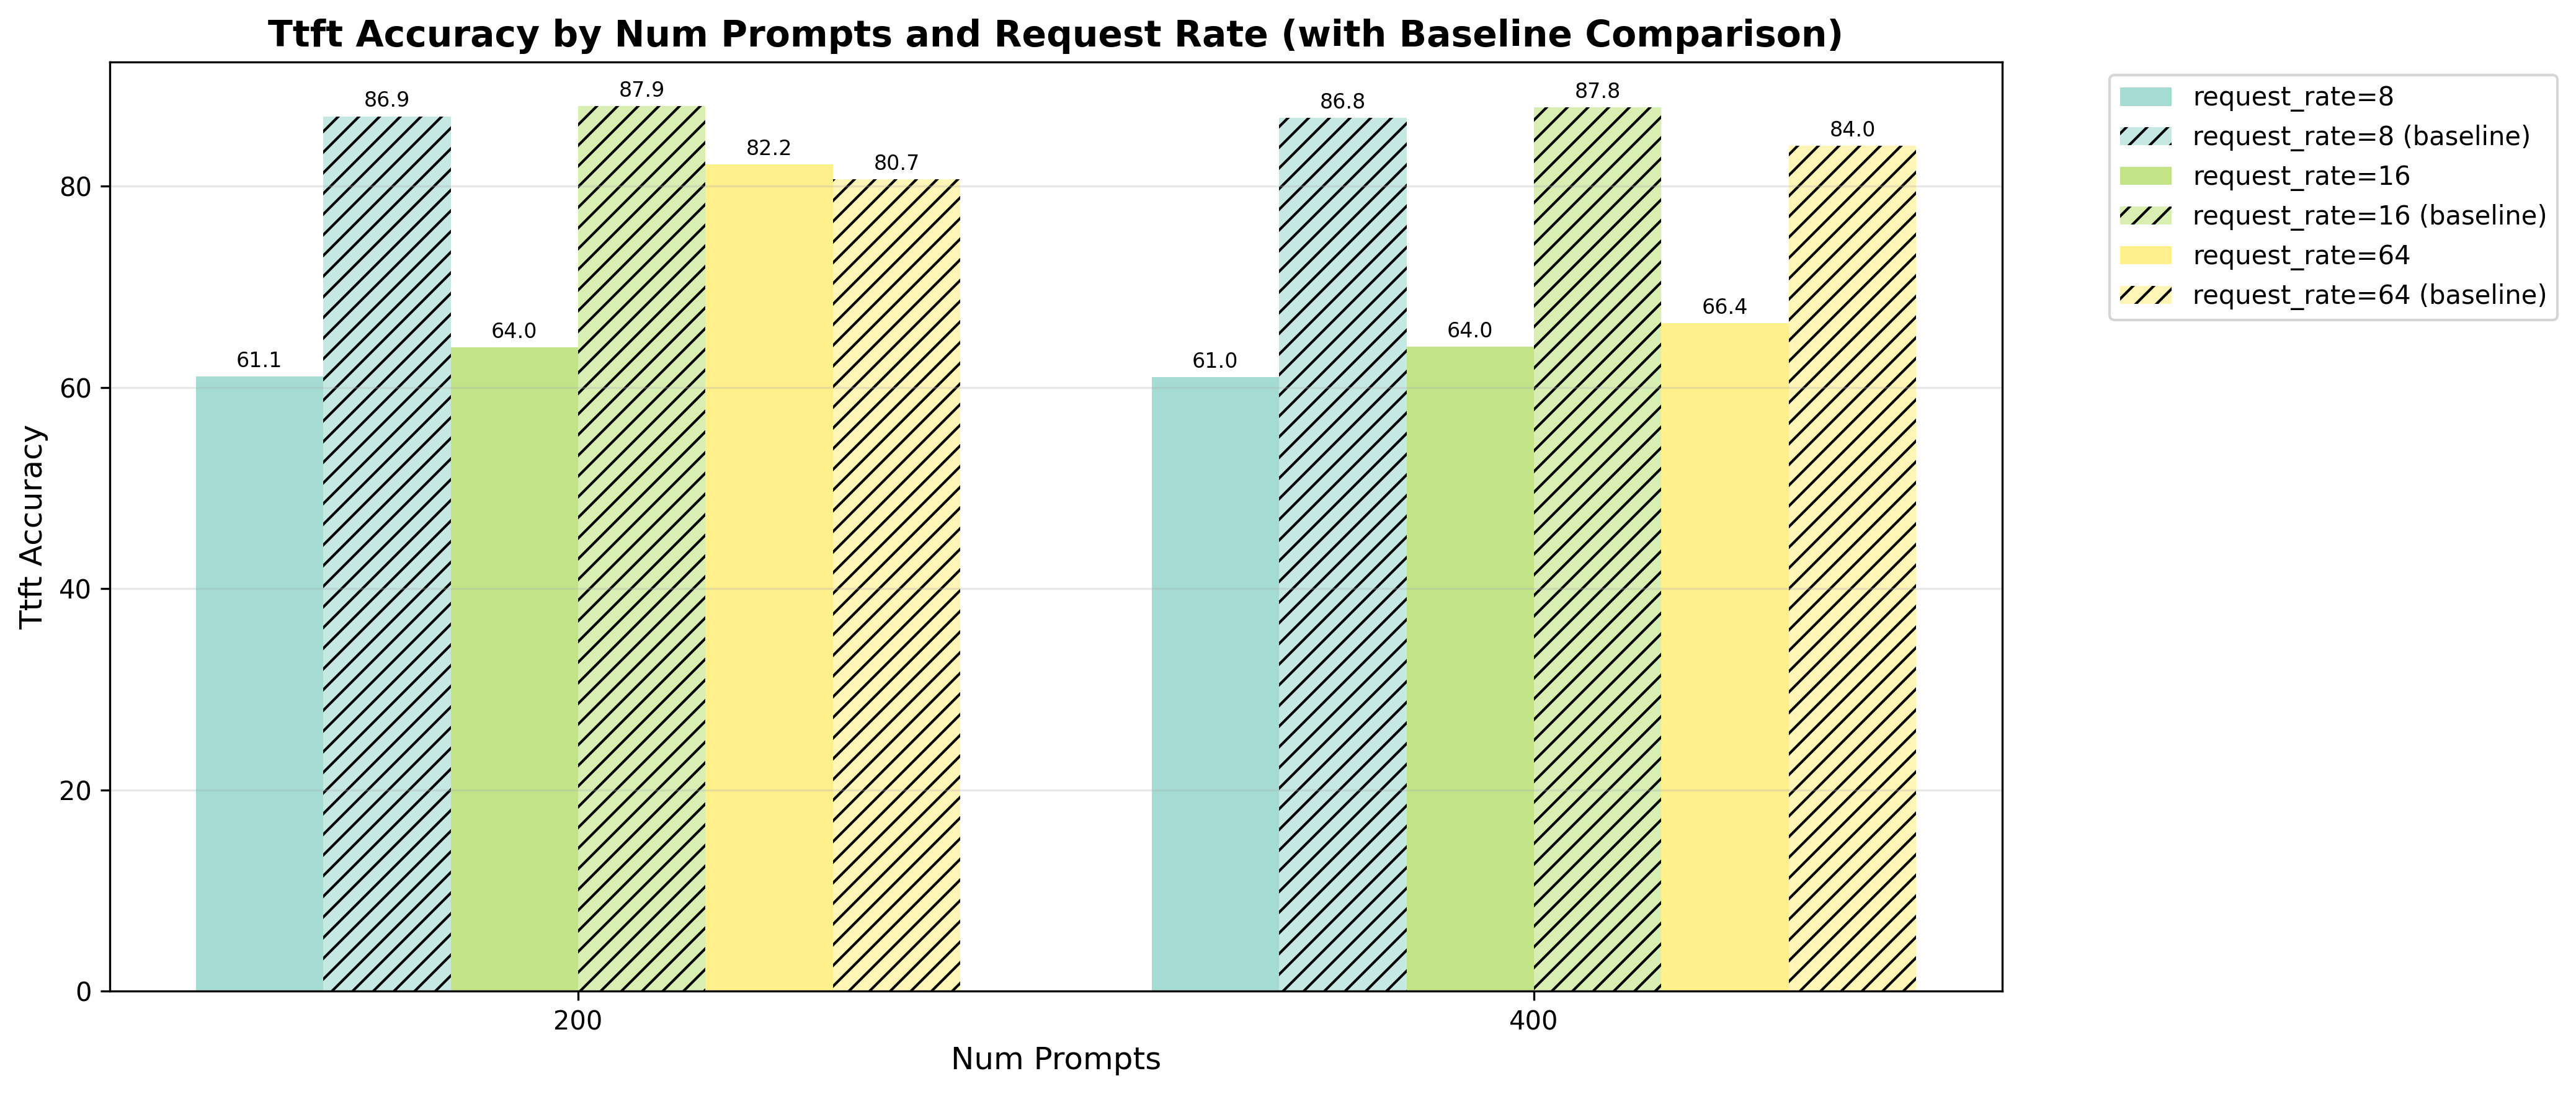 Ttft Accuracy by Num Prompts and Request Rate (with Baseline Comparison)
Ttft Accuracy
80
60
40
20
0
61.1
86.9
64.0
87.9
82.2
80.7
61.0
86.8
64.0
87.8
66.4
84.0
200
400
Num Prompts
request_rate=8
request_rate=8 (baseline)
request_rate=16
request_rate=16 (baseline)
request_rate=64
request_rate=64 (baseline)